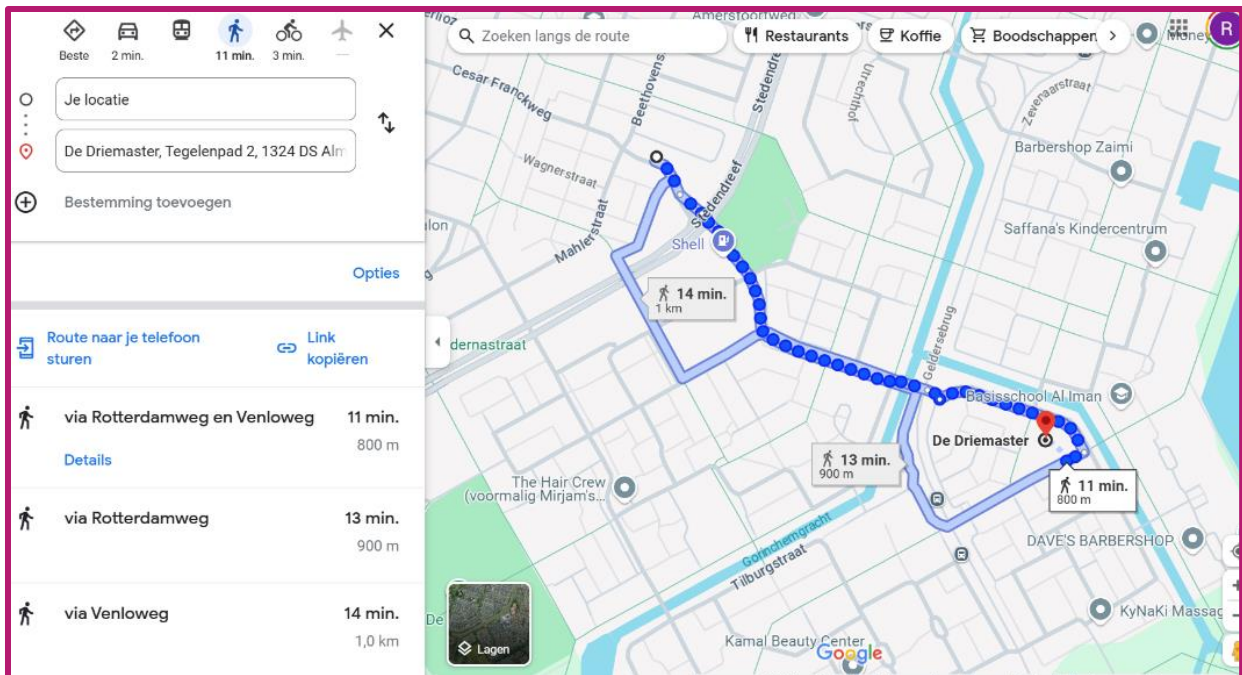 Beste
2 min.
11 min.
3 min.
Je locatie
De Driemaster, Tegelenpad 2, 1324 DS Alm
Bestemming toevoegen
Opties
Route naar je telefoon
sturen
Link
kopiëren
via Rotterdamweg en Venloweg 11 min.
800 m
Details
via Rotterdamweg 13 min.
900 m
via Venloweg 14 min.
1,0 km
Zoeken langs de route
Restaurants
Koffie
Boodschappen
R
Amerstoortweg
Cesar Franckweg
Beethovens
Stedendre
Utrechthof
Zevenaarstraat
Barbershop Zaimi
Wagnerstraat
Stedendreef
Mahlerstraat
Shell
Saffana's Kindercentrum
14 min.
1 km
dernastraat
Geldersebrug
Basisschool Al Iman
De Driemaster
13 min.
900 m
11 min.
800 m
The Hair Crew
(voormalig Mirjam's...
Gorinchemgracht
Tilburgstraat
DAVE'S BARBERSHOP
KyNaKi Massag
Kamal Beauty Center
Lagen
Google